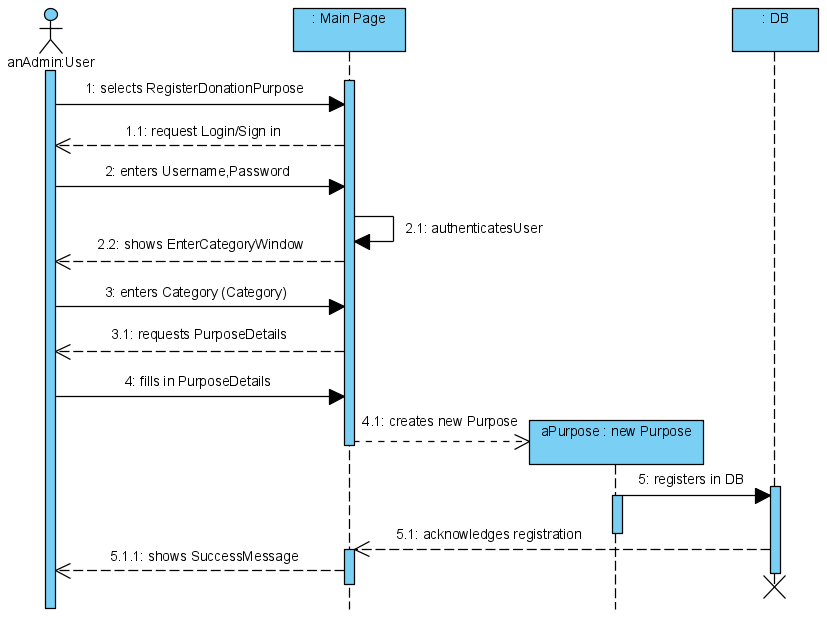 : Main Page
: DB
anAdmin:User
1: selects RegisterDonationPurpose
1.1: request Login/Sign in
2: enters Username,Password
2.1: authenticatesUser
2.2: shows EnterCategoryWindow
3: enters Category (Category)
3.1: requests PurposeDetails
4: fills in PurposeDetails
4.1: creates new Purpose
aPurpose : new Purpose
5: registers in DB
5.1: acknowledges registration
5.1.1: shows SuccessMessage